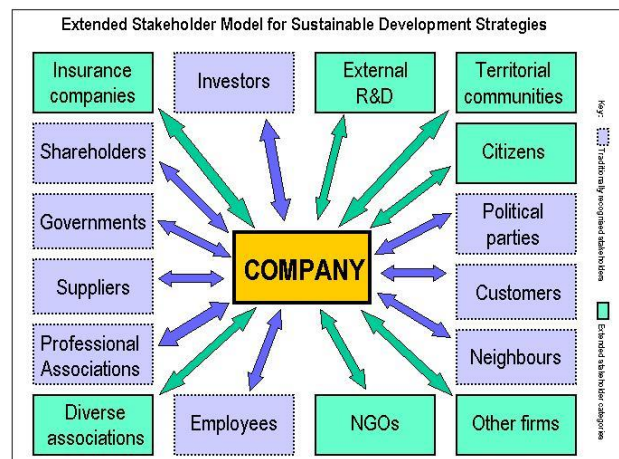 Extended Stakeholder Model for Sustainable Development Strategies
Insurance
companies
Investors
External
R&D
Territorial
communities
Shareholders
Citizens
Governments
Political
parties
COMPANY
Suppliers
Customers
Professional
Associations
Neighbours
Diverse
associations
Employees
NGOs
Other firms
Key:
Traditionally recognised stakeholders
Extended stakeholder categories